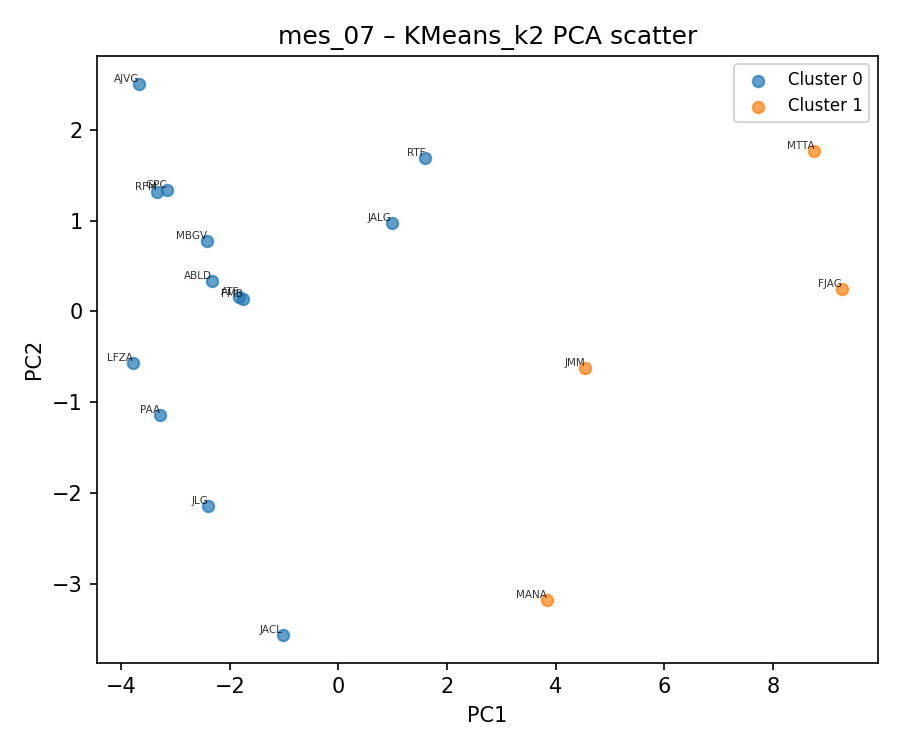 mes_07 – KMeans_k2 PCA scatter
Cluster 0
Cluster 1
AJVG
MTTA
RTF
JALG
MBGV
ABLD
FJAG
LFZA
JMM
PAA
JLG
MANA
JACL
2
1
0
−1
−2
−3
PC2
−4
−2
0
2
4
6
8
PC1